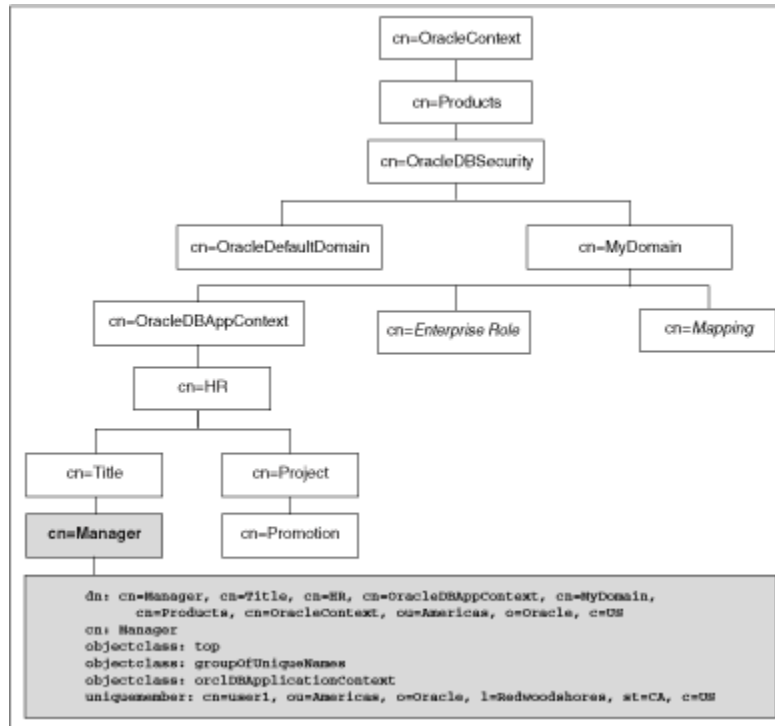 cn=OracleContext
cn=Products
cn=OracleDBSecurity
cn=OracleDefaultDomain
cn=MyDomain
cn=OracleDBAppContext
cn=Enterprise Role
cn=Mapping
cn=HR
cn=Title
cn=Project
cn=Manager
cn=Promotion
dn: cn=Manager, cn=Title, cn=HR, cn=OracleDBAppContext, cn=MyDomain,
cn=Products, cn=OracleContext, ou=Americas, o=Oracle, c=US
cn: Manager
objectclass: top
objectclass: groupOfUniqueNames
objectclass: orclDBApplicationContext
uniquemember: cn=user1, ou=Americas, o=Oracle, l=Redwoodshores, st=CA, c=US